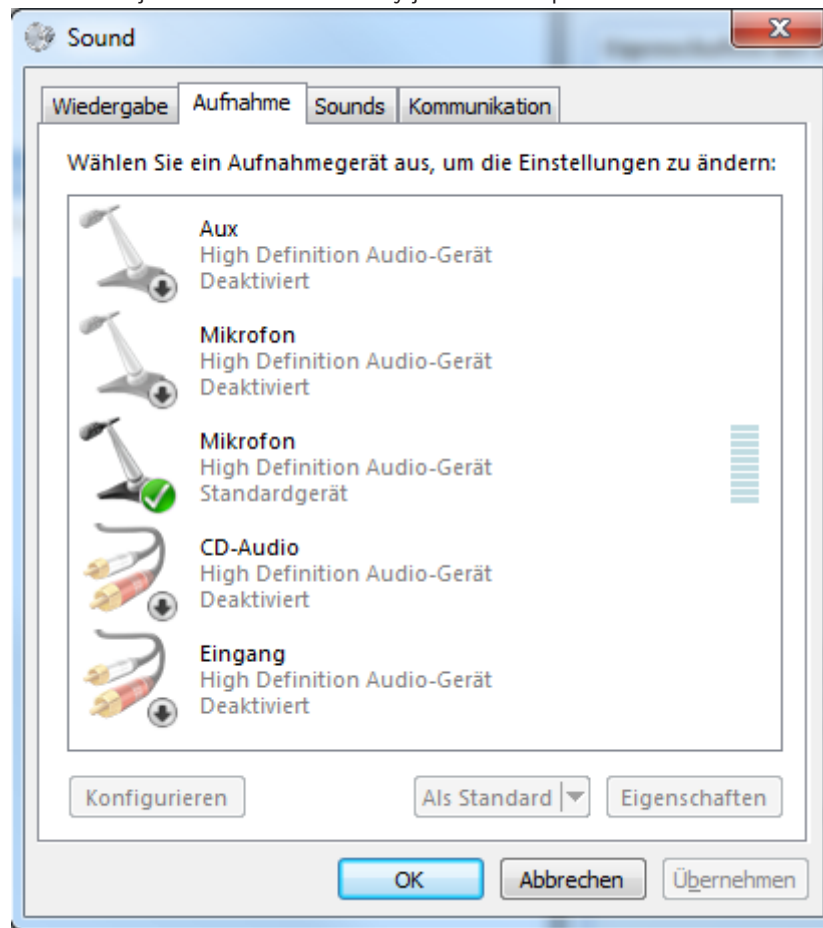 Sound
Wiedergabe Aufnahme Sounds Kommunikation
Wählen Sie ein Aufnahmegerät aus, um die Einstellungen zu ändern:
Aux
High Definition Audio-Gerät
Deaktiviert
Mikrofon
High Definition Audio-Gerät
Deaktiviert
Mikrofon
High Definition Audio-Gerät
Standardgerät
CD-Audio
High Definition Audio-Gerät
Deaktiviert
Eingang
High Definition Audio-Gerät
Deaktiviert
Konfigurieren Als Standard Eigenschaften
OK Abbrechen Übernehmen